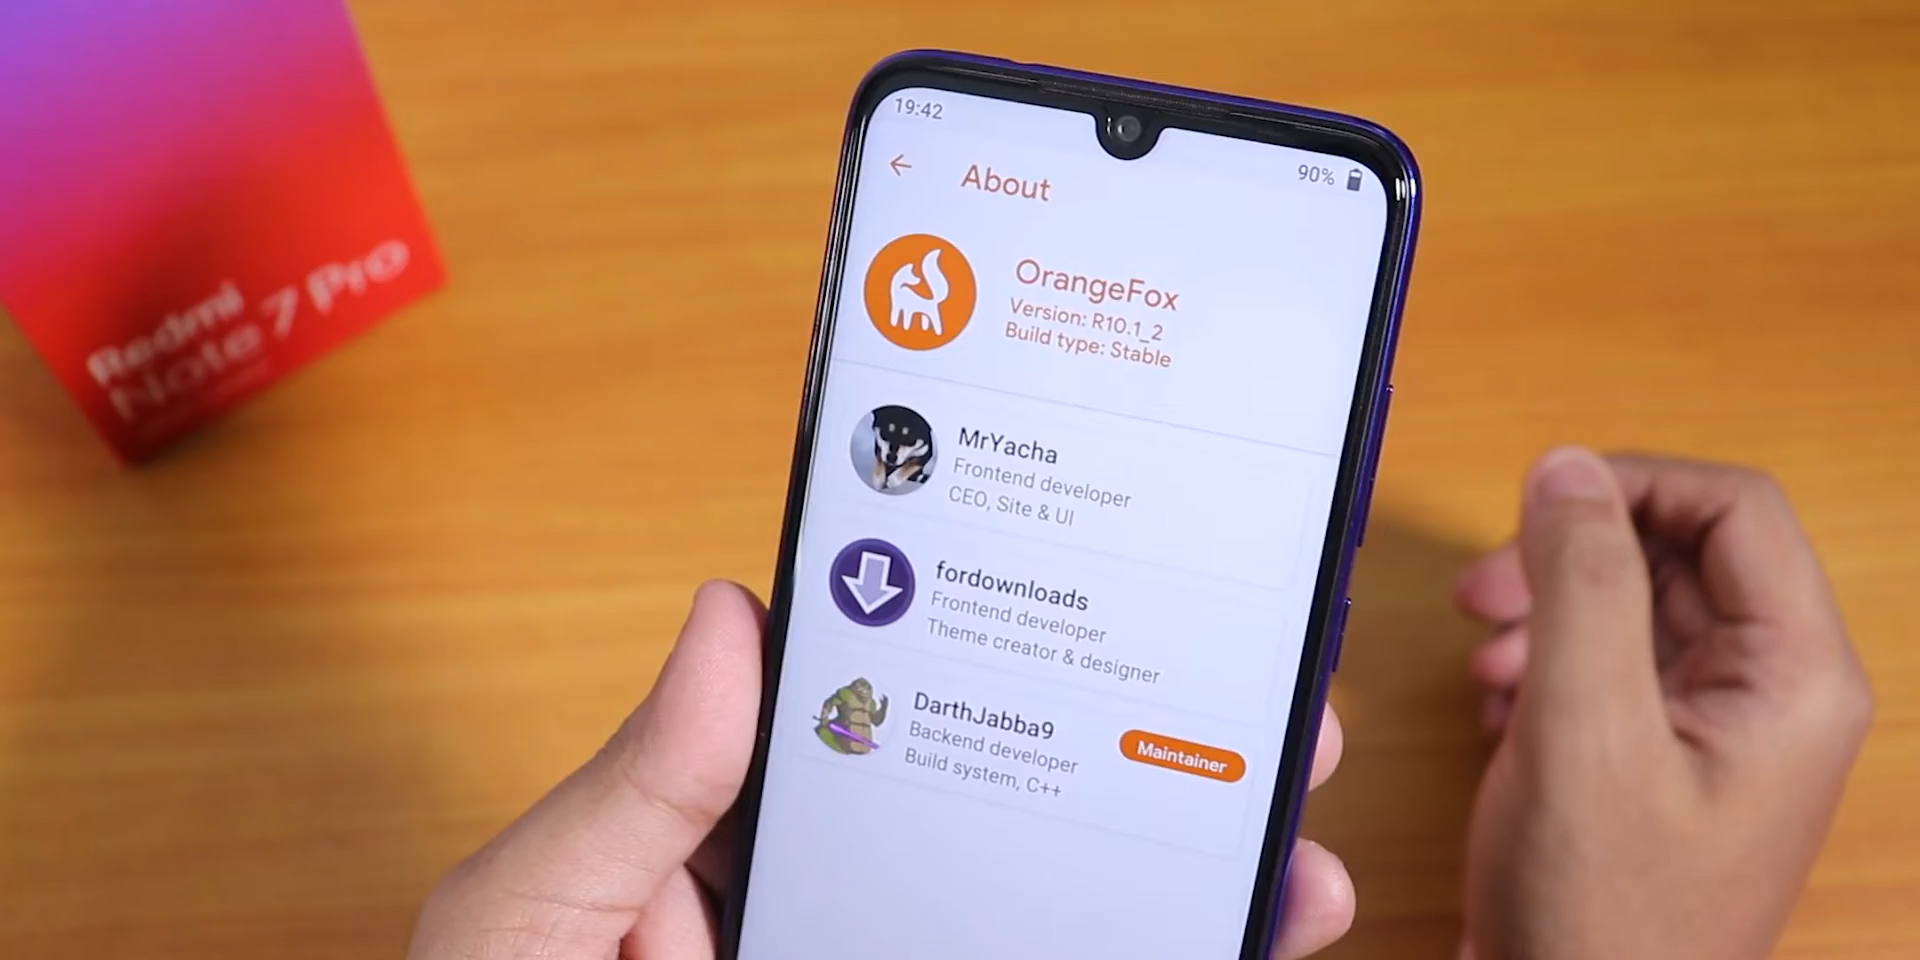 Redmi
Note 7 Pro
19:42
90%
About
OrangeFox
Version: R10.1_2
Build type: Stable
MrYacha
Frontend developer
CEO, Site & UI
fordownloads
Frontend developer
Theme creator & designer
DarthJabba9
Backend developer
Build system, C++
Maintainer